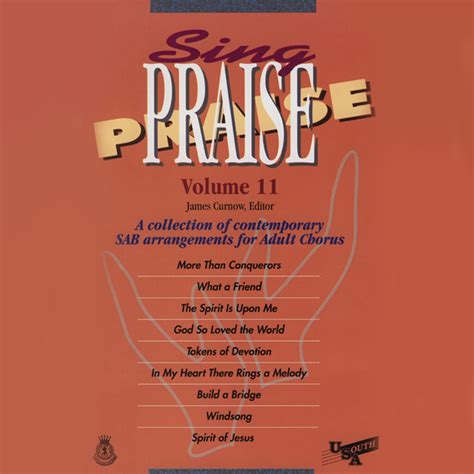 Sing
PRAISE
PRAISE
Volume 11
James Curnow, Editor
A collection of contemporary
SAB arrangements for Adult Chorus
More Than Conquerors
What a Friend
The Spirit Is Upon Me
God So Loved the World
Tokens of Devotion
In My Heart There Rings a Melody
Build a Bridge
Windsong
Spirit of Jesus
USA SOUTH